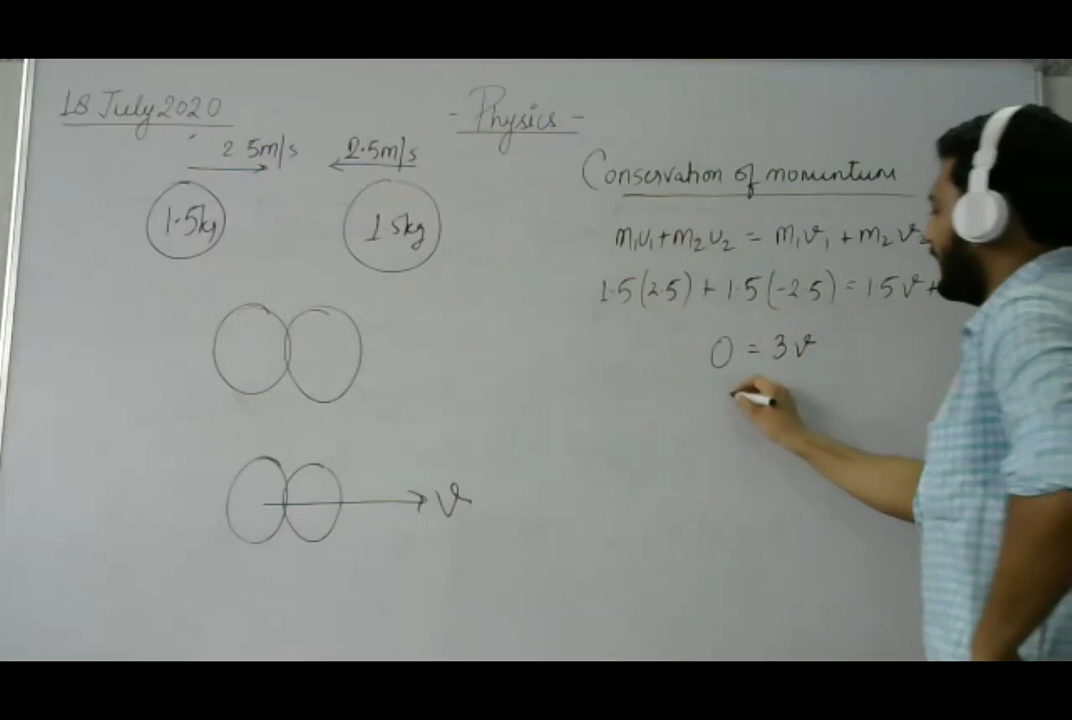 18 July 2020
- Physics -
2 5m/s
2.5m/s
1.5kg
1 5kg
v
Conservation of momentum
m₁u₁+m₂u₂ = m₁v₁ + m₂v₂
1.5(2.5) + 1.5(-2.5) = 1.5v+
0 = 3v